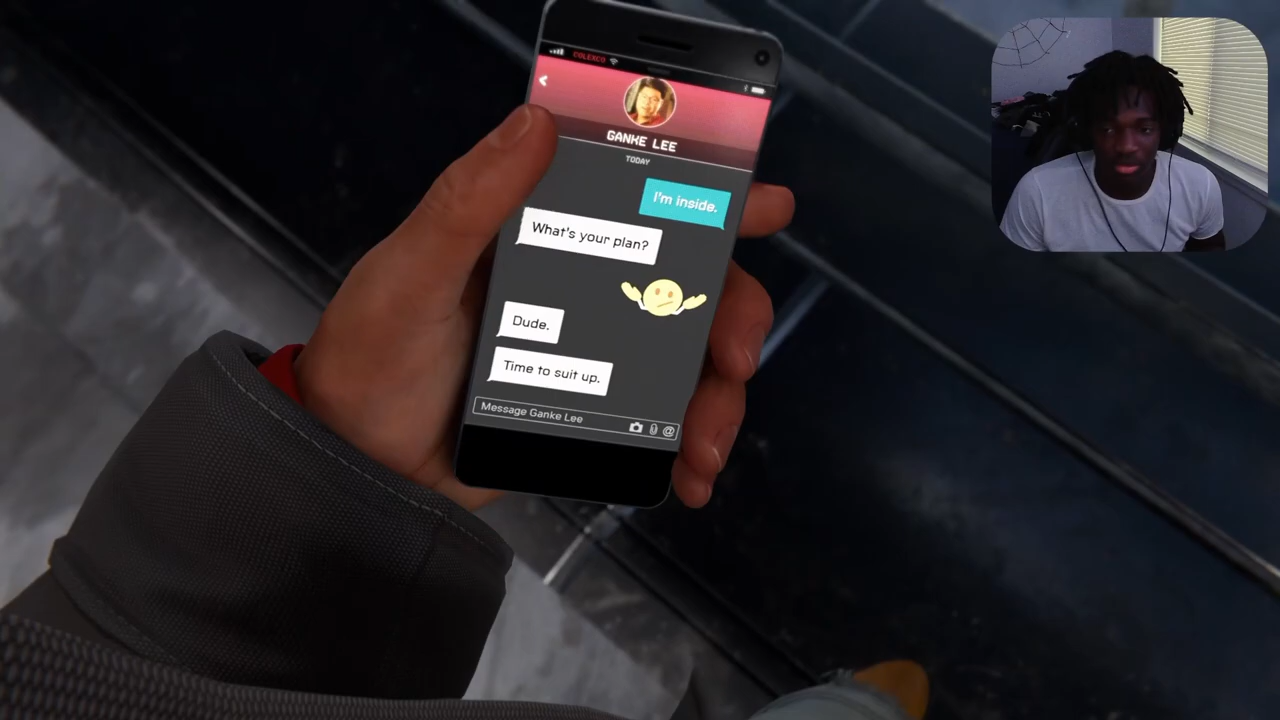 COLEXCO
GANKE LEE
TODAY
I'm inside.
What's your plan?
Dude.
Time to suit up.
Message Ganke Lee